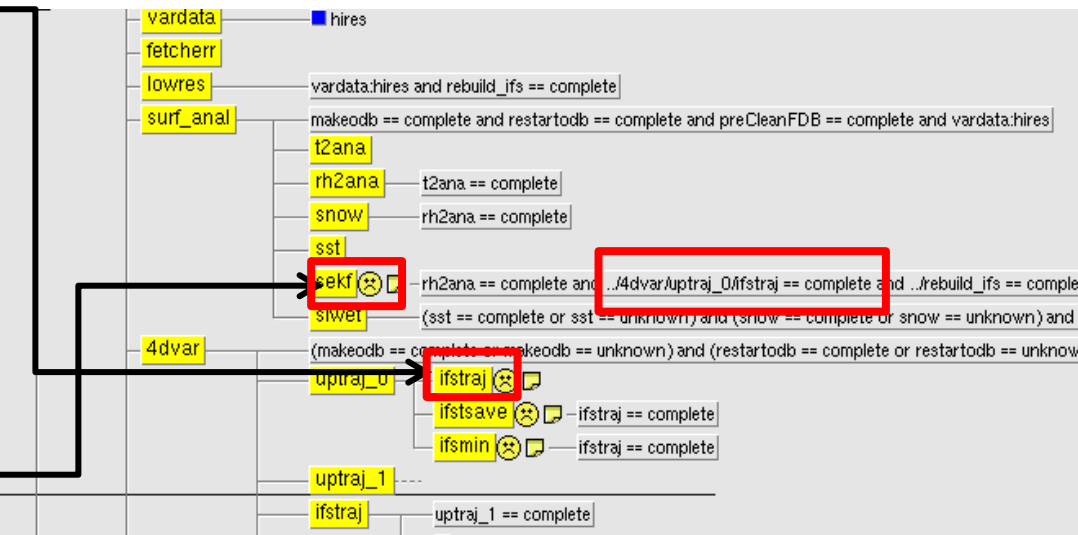 vardata hires
fetcherr
lowres vardata:hires and rebuild_ifs == complete
surf_anal makeodb == complete and restartodb == complete and preCleanFDB == complete and vardata:hires
t2ana
rh2ana t2ana == complete
snow rh2ana == complete
sst
sekf rh2ana == complete and ../4dvar/uptraj_0/ifstraj == complete and ../rebuild_ifs == comple
siwet (sst == complete or sst == unknown) and (snow == complete or snow == unknown) and
4dvar (makeodb == complete or makeodb == unknown) and (restartodb == complete or restartodb == unknow
uptraj_0 ifstraj
ifstsave ifstraj == complete
ifsmin ifstraj == complete
uptraj_1
ifstraj uptraj_1 == complete